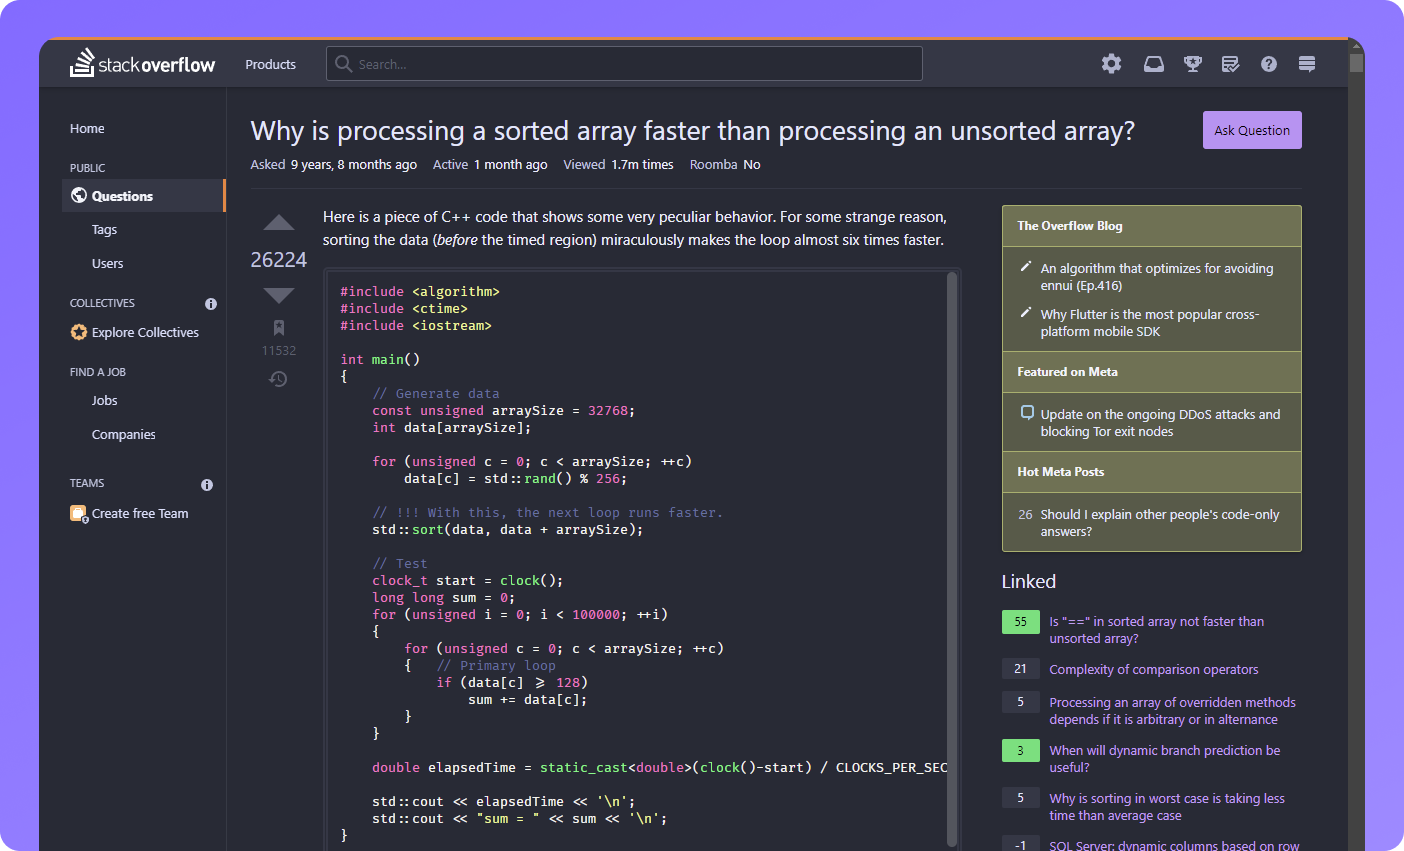 stackoverflow
Products
Search...
Home
PUBLIC
Questions
Tags
Users
COLLECTIVES
Explore Collectives
FIND A JOB
Jobs
Companies
TEAMS
Create free Team
Why is processing a sorted array faster than processing an unsorted array?
Ask Question
Asked 9 years, 8 months ago Active 1 month ago Viewed 1.7m times Roomba No
26224
11532
Here is a piece of C++ code that shows some very peculiar behavior. For some strange reason,
sorting the data (before the timed region) miraculously makes the loop almost six times faster.
#include <algorithm>
#include <ctime>
#include <iostream>
int main()
{
// Generate data
const unsigned arraySize = 32768;
int data[arraySize];
for (unsigned c = 0; c < arraySize; ++c)
data[c] = std::rand() % 256;
// !!! With this, the next loop runs faster.
std::sort(data, data + arraySize);
// Test
clock_t start = clock();
long long sum = 0;
for (unsigned i = 0; i < 100000; ++i)
{
for (unsigned c = 0; c < arraySize; ++c)
{ // Primary loop
if (data[c] >= 128)
sum += data[c];
}
}
double elapsedTime = static_cast<double>(clock()-start) / CLOCKS_PER_SEC
std::cout << elapsedTime << '\n';
std::cout << "sum = " << sum << '\n';
}
The Overflow Blog
An algorithm that optimizes for avoiding
ennui (Ep.416)
Why Flutter is the most popular cross-
platform mobile SDK
Featured on Meta
Update on the ongoing DDoS attacks and
blocking Tor exit nodes
Hot Meta Posts
26 Should I explain other people's code-only
answers?
Linked
55 Is "==" in sorted array not faster than
unsorted array?
21 Complexity of comparison operators
5 Processing an array of overridden methods
depends if it is arbitrary or in alternance
3 When will dynamic branch prediction be
useful?
5 Why is sorting in worst case is taking less
time than average case
-1 SQL Server: dynamic columns based on row